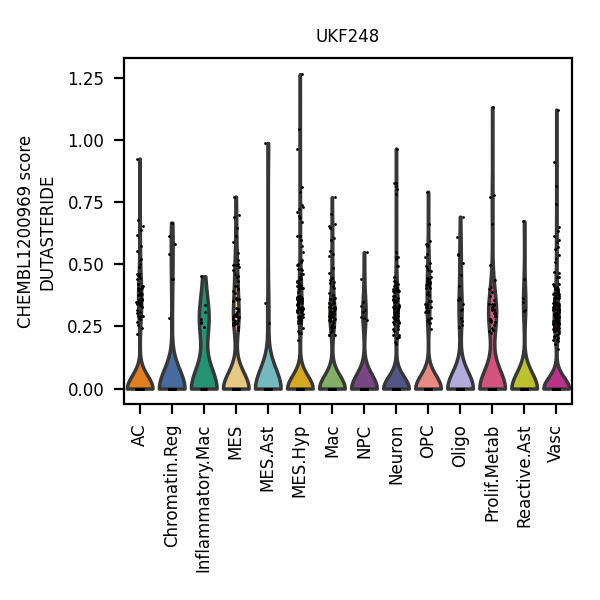 UKF248
CHEMBL1200969 score
DUTASTERIDE
1.25
1.00
0.75
0.50
0.25
0.00
AC
Chromatin.Reg
Inflammatory.Mac
MES
MES.Ast
MES.Hyp
Mac
NPC
Neuron
OPC
Oligo
Prolif.Metab
Reactive.Ast
Vasc